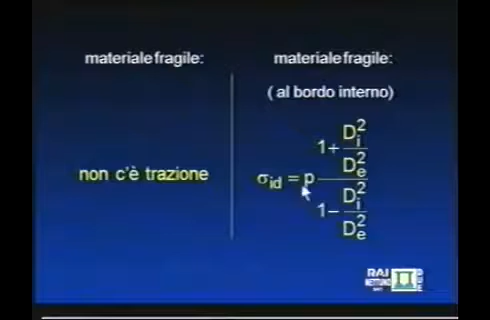 materiale fragile:
non c'è trazione
materiale fragile:
( al bordo interno)
σid = p (1+ Di²/De²) / (1− Di²/De²)
RAI